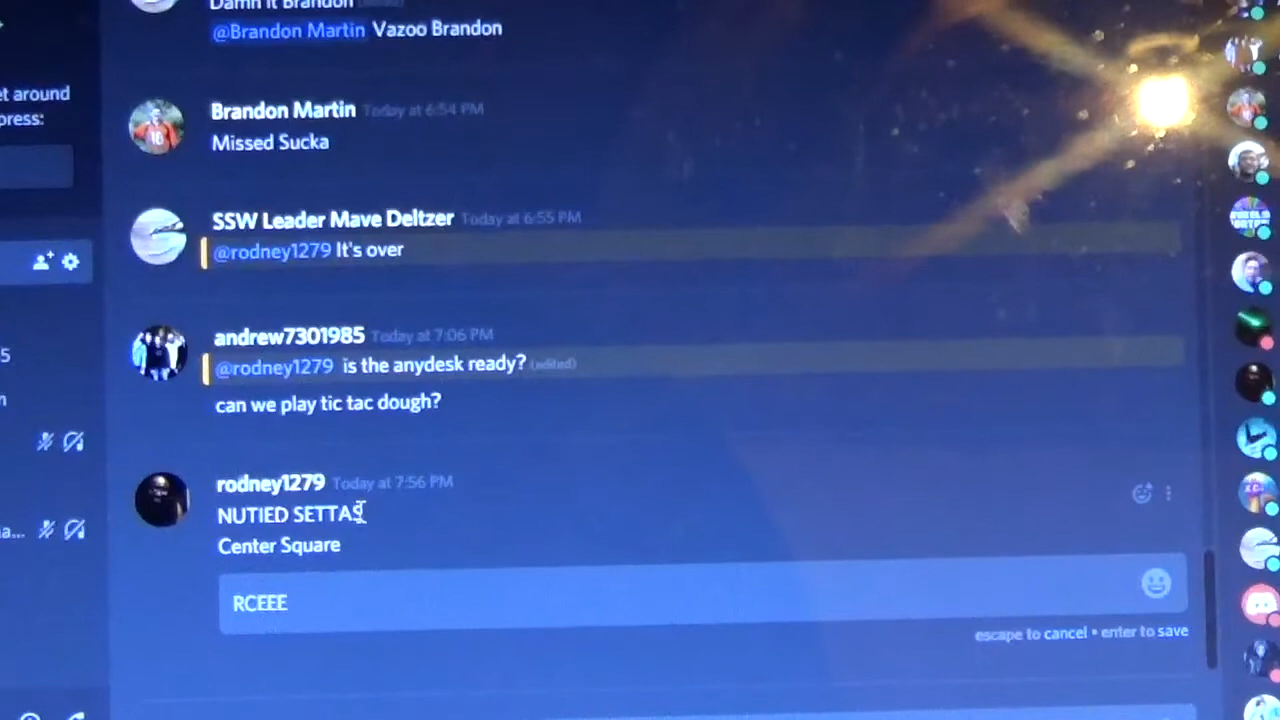 Damn it Brandon (edited)
@Brandon Martin Vazoo Brandon
et around
press:
Brandon Martin Today at 6:54 PM
Missed Sucka
SSW Leader Mave Deltzer Today at 6:55 PM
@rodney1279 It's over
andrew7301985 Today at 7:06 PM
@rodney1279 is the anydesk ready? (edited)
can we play tic tac dough?
5
rodney1279 Today at 7:56 PM
NUTIED SETTAS
Center Square
RCEEE
escape to cancel • enter to save